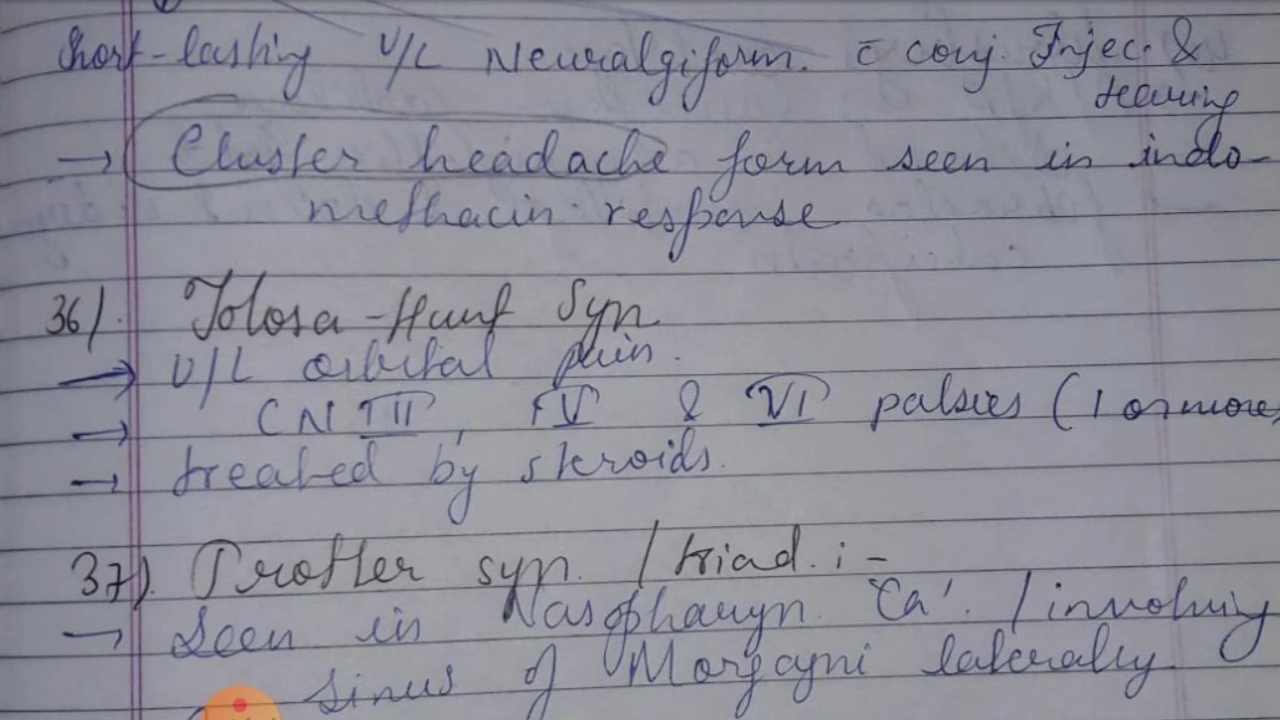 Short-lasting U/L Neuralgiform. c̄ conj. Injec. &
tearing
→ Cluster headache form seen in indo-
methacin response
36). Tolosa-Hunt Syn
→ U/L orbital pain.
→ CN III, IV & VI palsies (1 or more
→ treated by steroids.
37). Trotter syn. / triad. :-
→ Seen in Nasopharyn. 'Ca'. / involving
sinus of Morgagni laterally